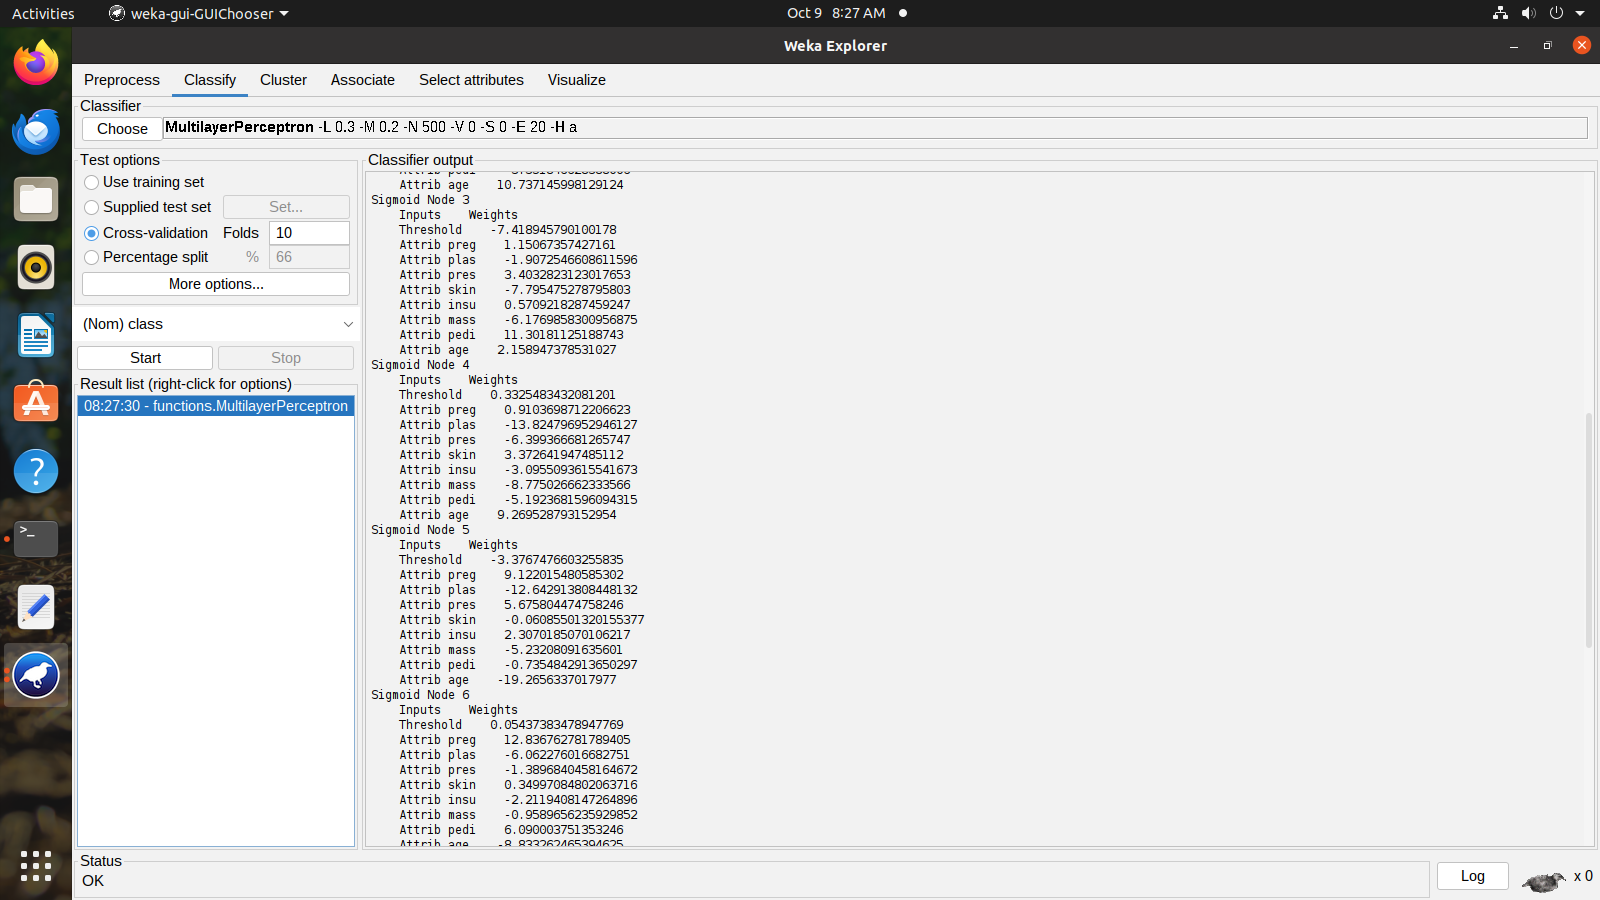 Activities
weka-gui-GUIChooser
Oct 9 8:27 AM
Weka Explorer
Preprocess
Classify
Cluster
Associate
Select attributes
Visualize
Classifier
Choose
MultilayerPerceptron -L 0.3 -M 0.2 -N 500 -V 0 -S 0 -E 20 -H a
Test options
Use training set
Supplied test set
Set...
Cross-validation Folds 10
Percentage split % 66
More options...
(Nom) class
Start
Stop
Result list (right-click for options)
08:27:30 - functions.MultilayerPerceptron
Classifier output
Attrib pedi
Attrib age 10.737145998129124
Sigmoid Node 3
Inputs Weights
Threshold -7.418945790100178
Attrib preg 1.15067357427161
Attrib plas -1.9072546608611596
Attrib pres 3.4032823123017653
Attrib skin -7.795475278795803
Attrib insu 0.5709218287459247
Attrib mass -6.1769858300956875
Attrib pedi 11.30181125188743
Attrib age 2.158947378531027
Sigmoid Node 4
Inputs Weights
Threshold 0.3325483432081201
Attrib preg 0.9103698712206623
Attrib plas -13.824796952946127
Attrib pres -6.399366681265747
Attrib skin 3.372641947485112
Attrib insu -3.0955093615541673
Attrib mass -8.775026662333566
Attrib pedi -5.1923681596094315
Attrib age 9.269528793152954
Sigmoid Node 5
Inputs Weights
Threshold -3.3767476603255835
Attrib preg 9.122015480585302
Attrib plas -12.642913808448132
Attrib pres 5.675804474758246
Attrib skin -0.06085501320155377
Attrib insu 2.3070185070106217
Attrib mass -5.23208091635601
Attrib pedi -0.7354842913650297
Attrib age -19.2656337017977
Sigmoid Node 6
Inputs Weights
Threshold 0.05437383478947769
Attrib preg 12.836762781789405
Attrib plas -6.062276016682751
Attrib pres -1.3896840458164672
Attrib skin 0.34997084802063716
Attrib insu -2.2119408147264896
Attrib mass -0.9589656235929852
Attrib pedi 6.090003751353246
Attrib age -8.833262465394625
Status
OK
Log
x 0